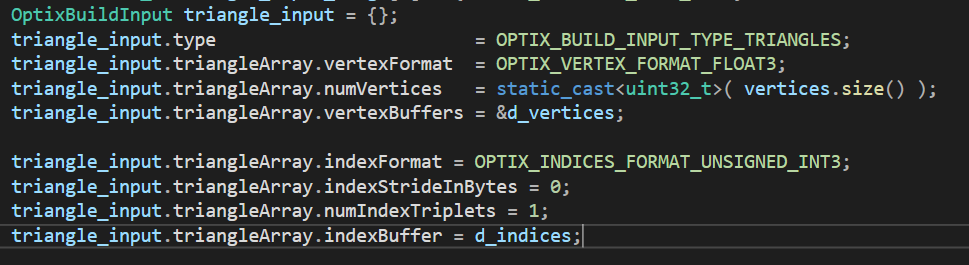 OptixBuildInput triangle_input = {};
triangle_input.type = OPTIX_BUILD_INPUT_TYPE_TRIANGLES;
triangle_input.triangleArray.vertexFormat = OPTIX_VERTEX_FORMAT_FLOAT3;
triangle_input.triangleArray.numVertices = static_cast<uint32_t>( vertices.size() );
triangle_input.triangleArray.vertexBuffers = &d_vertices;
triangle_input.triangleArray.indexFormat = OPTIX_INDICES_FORMAT_UNSIGNED_INT3;
triangle_input.triangleArray.indexStrideInBytes = 0;
triangle_input.triangleArray.numIndexTriplets = 1;
triangle_input.triangleArray.indexBuffer = d_indices;